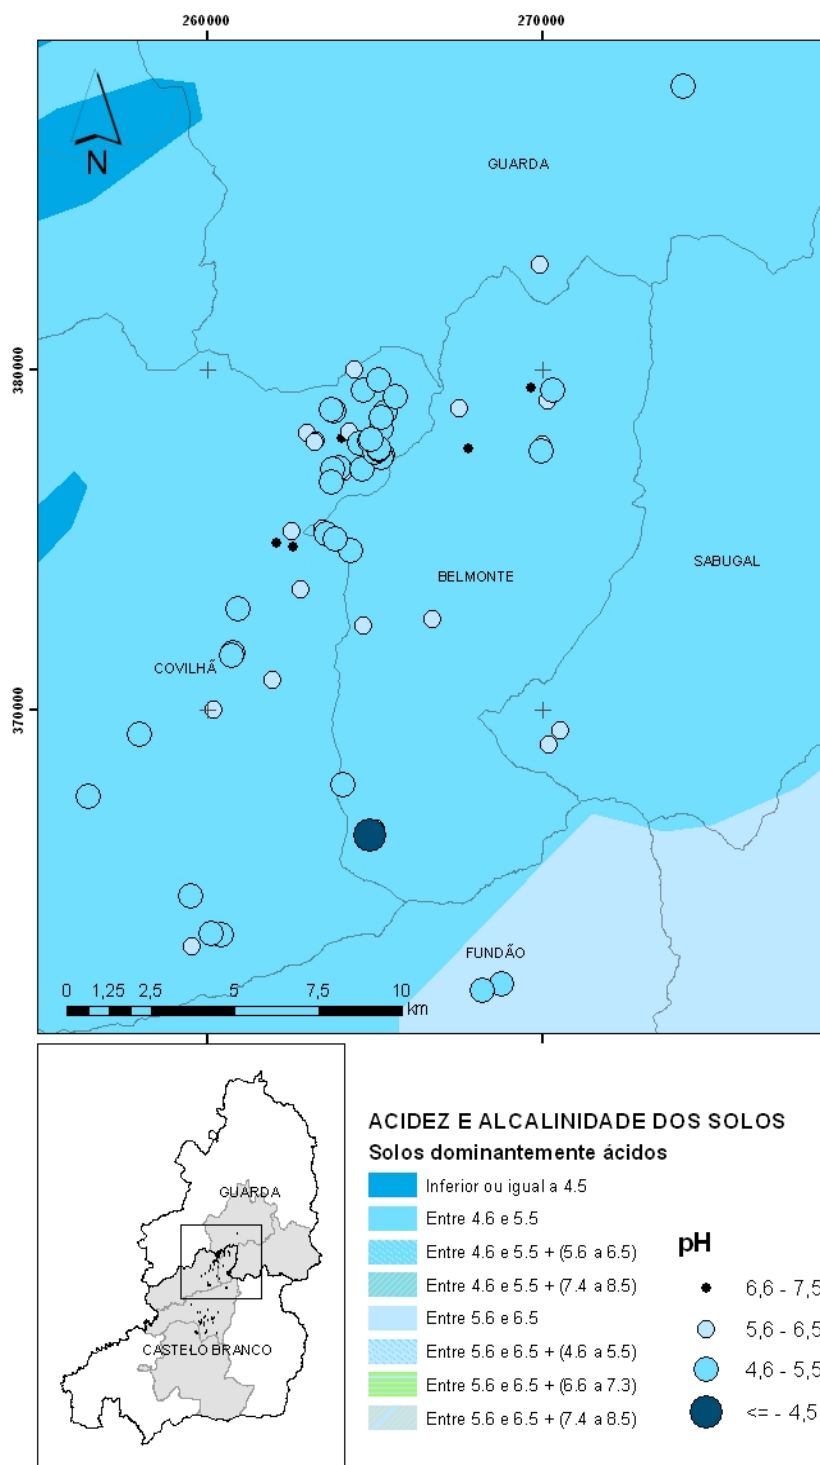 260000
270000
N
GUARDA
380000
BELMONTE
SABUGAL
COVILHÃ
370000
FUNDÃO
0 1,25 2,5 5 7,5 10
km
GUARDA
CASTELO BRANCO
ACIDEZ E ALCALINIDADE DOS SOLOS
Solos dominantemente ácidos
Inferior ou igual a 4.5
Entre 4.6 e 5.5
Entre 4.6 e 5.5 + (5.6 a 6.5)
Entre 4.6 e 5.5 + (7.4 a 8.5)
Entre 5.6 e 6.5
Entre 5.6 e 6.5 + (4.6 a 5.5)
Entre 5.6 e 6.5 + (6.6 a 7.3)
Entre 5.6 e 6.5 + (7.4 a 8.5)
pH
6,6 - 7,5
5,6 - 6,5
4,6 - 5,5
<= - 4,5